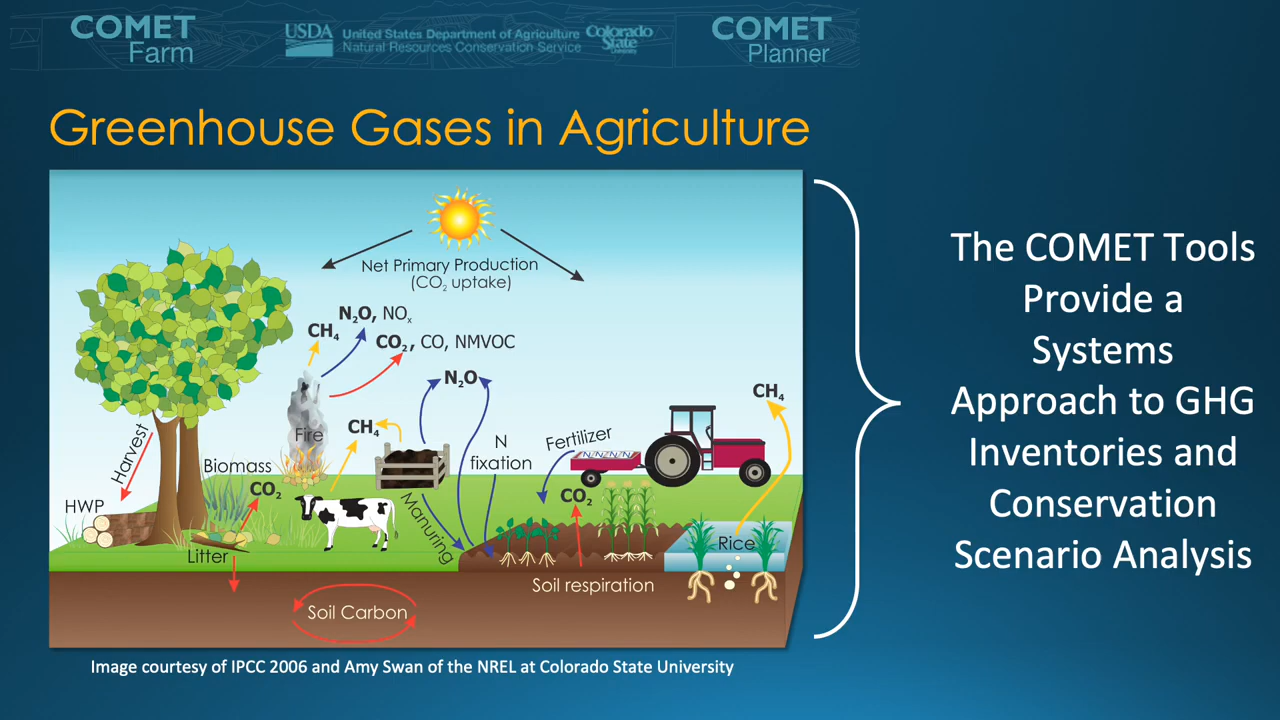 COMET
Farm
USDA
United States Department of Agriculture
Natural Resources Conservation Service
Colorado
State
University
COMET
Planner
Greenhouse Gases in Agriculture
Net Primary Production
(CO₂ uptake)
N₂O, NOₓ
CH₄
CO₂, CO, NMVOC
N₂O
CH₄
CH₄
Fire
Harvest
Biomass
CO₂
HWP
Litter
Manuring
N
fixation
Fertilizer
N N₂N₂N₂
CO₂
Rice
Soil respiration
Soil Carbon
The COMET Tools
Provide a
Systems
Approach to GHG
Inventories and
Conservation
Scenario Analysis
Image courtesy of IPCC 2006 and Amy Swan of the NREL at Colorado State University